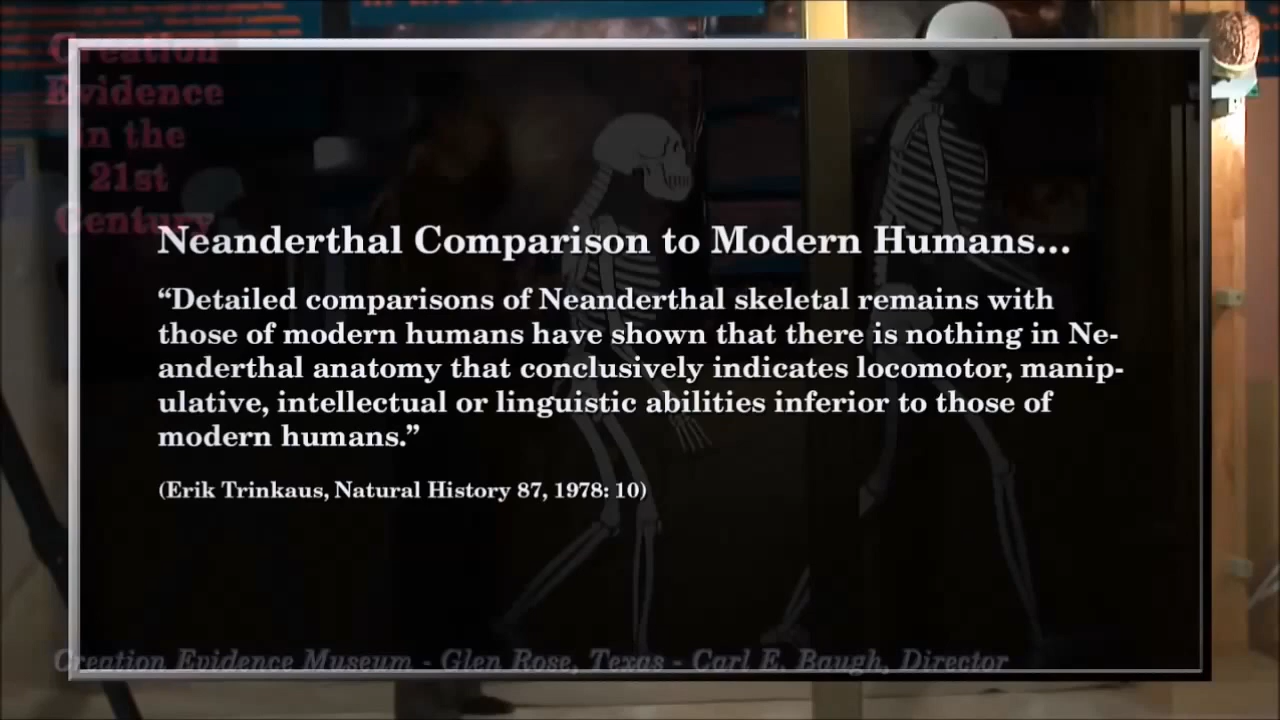 Creation
Evidence
in the
21st
Century
Neanderthal Comparison to Modern Humans...
“Detailed comparisons of Neanderthal skeletal remains with
those of modern humans have shown that there is nothing in Ne-
anderthal anatomy that conclusively indicates locomotor, manip-
ulative, intellectual or linguistic abilities inferior to those of
modern humans.”
(Erik Trinkaus, Natural History 87, 1978: 10)
Creation Evidence Museum - Glen Rose, Texas - Carl E. Baugh, Director